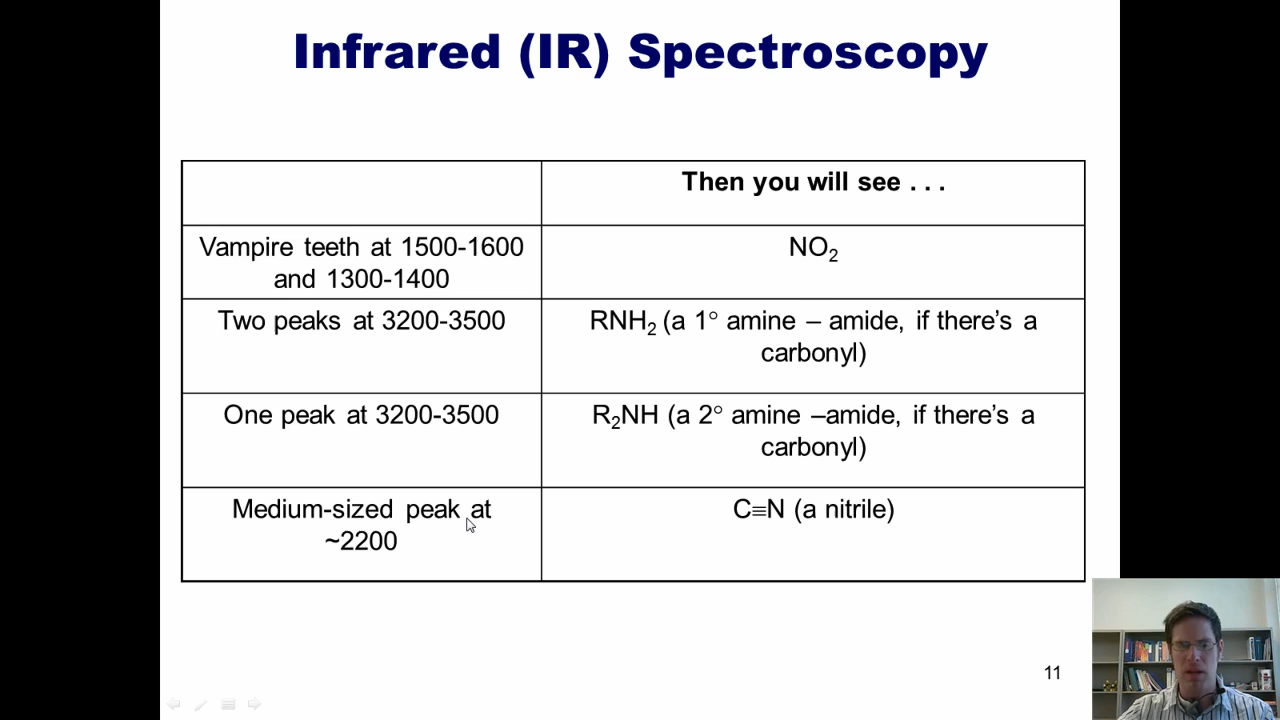 Infrared (IR) Spectroscopy
Then you will see . . .
Vampire teeth at 1500-1600
and 1300-1400
NO₂
Two peaks at 3200-3500
RNH₂ (a 1° amine – amide, if there’s a
carbonyl)
One peak at 3200-3500
R₂NH (a 2° amine –amide, if there’s a
carbonyl)
Medium-sized peak at
~2200
C≡N (a nitrile)
11